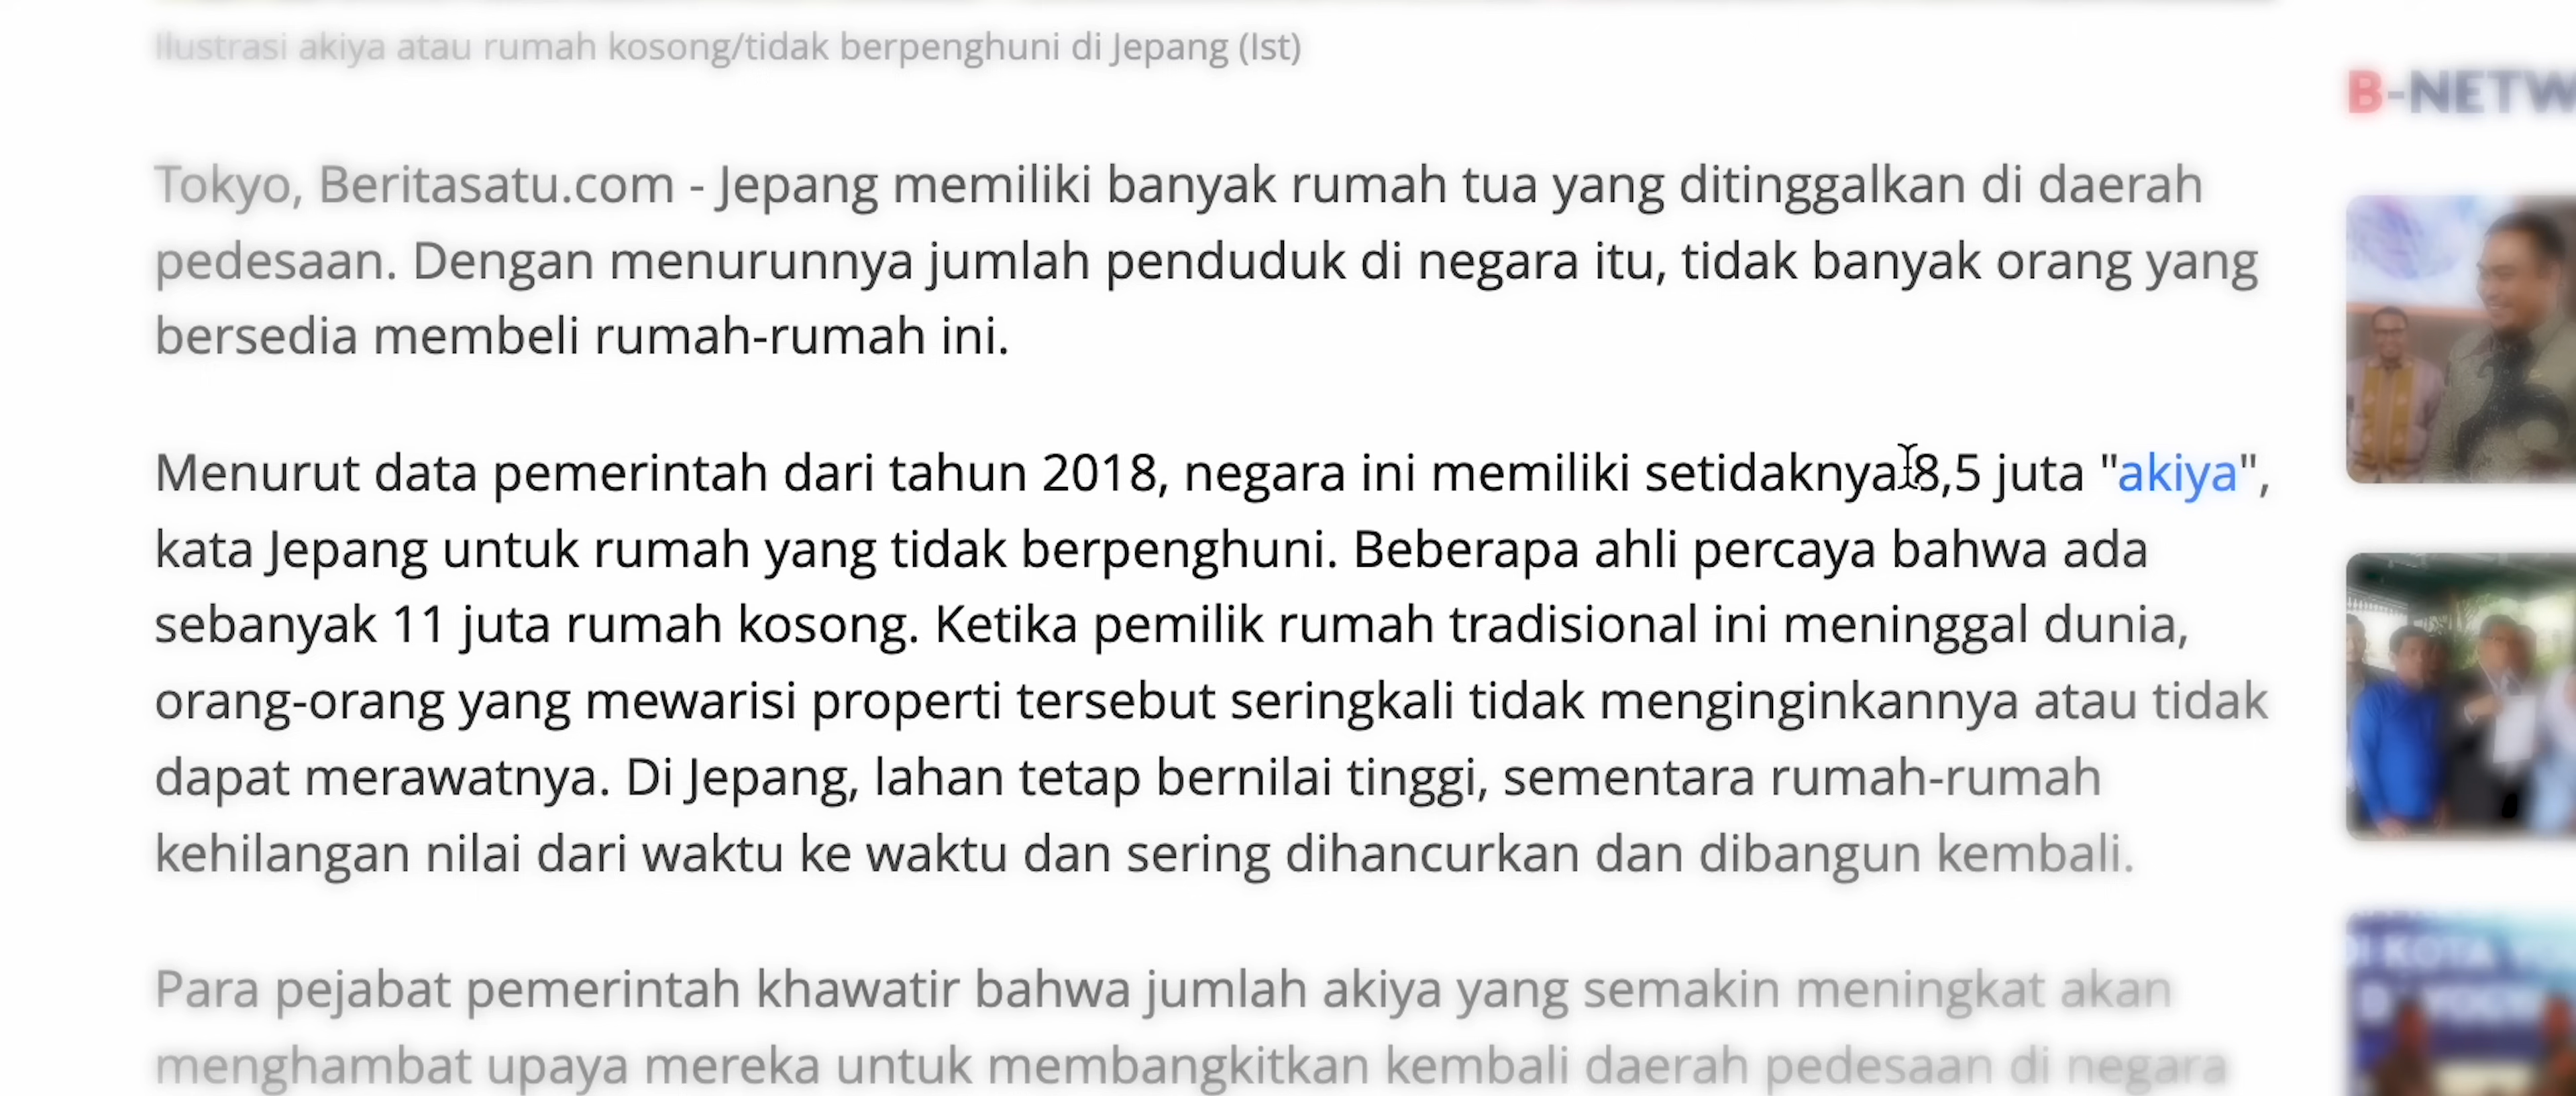 Ilustrasi akiya atau rumah kosong/tidak berpenghuni di Jepang (Ist)
B-NETW
Tokyo, Beritasatu.com - Jepang memiliki banyak rumah tua yang ditinggalkan di daerah
pedesaan. Dengan menurunnya jumlah penduduk di negara itu, tidak banyak orang yang
bersedia membeli rumah-rumah ini.
Menurut data pemerintah dari tahun 2018, negara ini memiliki setidaknya 8,5 juta "akiya",
kata Jepang untuk rumah yang tidak berpenghuni. Beberapa ahli percaya bahwa ada
sebanyak 11 juta rumah kosong. Ketika pemilik rumah tradisional ini meninggal dunia,
orang-orang yang mewarisi properti tersebut seringkali tidak menginginkannya atau tidak
dapat merawatnya. Di Jepang, lahan tetap bernilai tinggi, sementara rumah-rumah
kehilangan nilai dari waktu ke waktu dan sering dihancurkan dan dibangun kembali.
Para pejabat pemerintah khawatir bahwa jumlah akiya yang semakin meningkat akan
menghambat upaya mereka untuk membangkitkan kembali daerah pedesaan di negara
KOTA